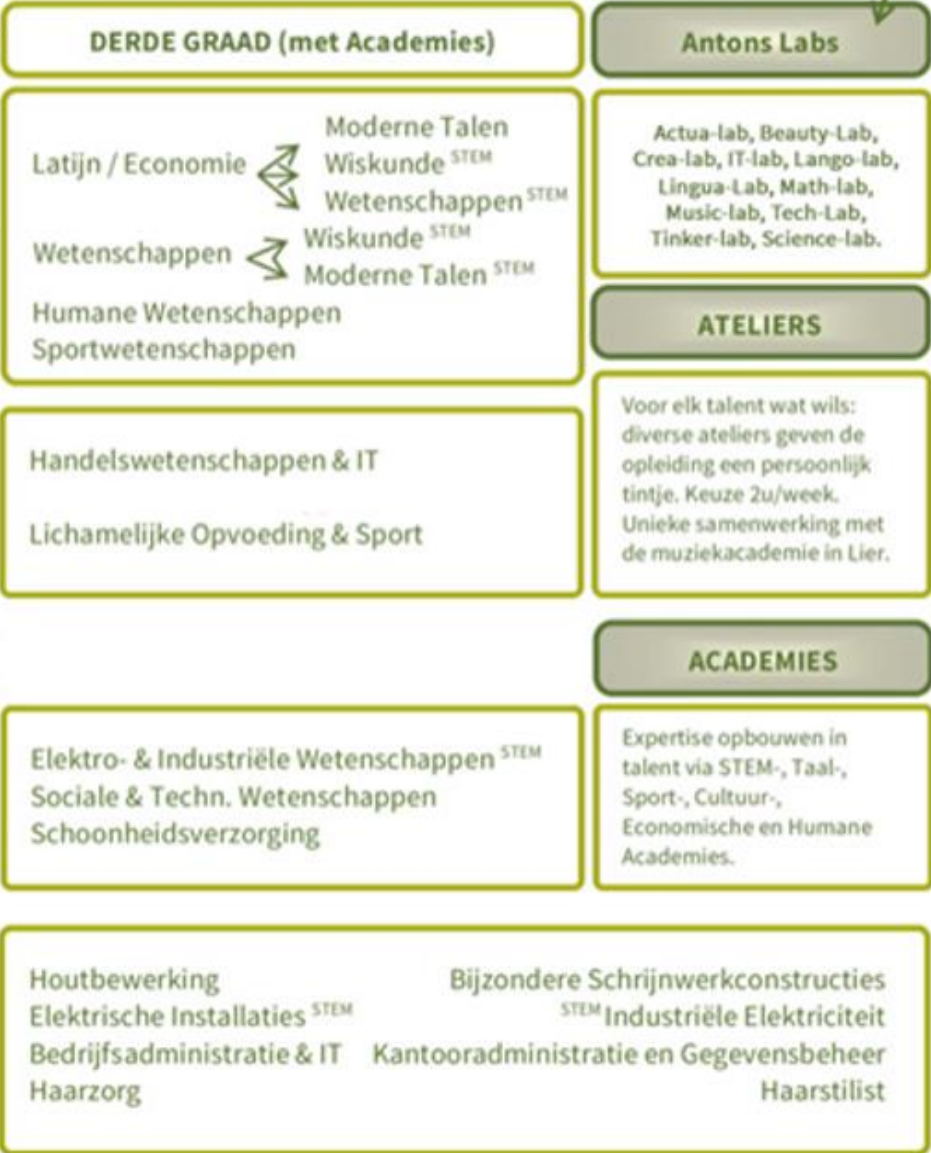 DERDE GRAAD (met Academies)
Latijn / Economie
Moderne Talen
Wiskunde STEM
Wetenschappen STEM
Wetenschappen
Wiskunde STEM
Moderne Talen STEM
Humane Wetenschappen
Sportwetenschappen
Handelswetenschappen & IT
Lichamelijke Opvoeding & Sport
Elektro- & Industriële Wetenschappen STEM
Sociale & Techn. Wetenschappen
Schoonheidsverzorging
Antons Labs
Actua-lab, Beauty-Lab,
Crea-lab, IT-lab, Lango-lab,
Lingua-Lab, Math-lab,
Music-lab, Tech-Lab,
Tinker-lab, Science-lab.
ATELIERS
Voor elk talent wat wils:
diverse ateliers geven de
opleiding een persoonlijk
tintje. Keuze 2u/week.
Unieke samenwerking met
de muziekacademie in Lier.
ACADEMIES
Expertise opbouwen in
talent via STEM-, Taal-,
Sport-, Cultuur-,
Economische en Humane
Academies.
Houtbewerking
Elektrische Installaties STEM
Bedrijfsadministratie & IT
Haarzorg
Bijzondere Schrijnwerkconstructies
STEM Industriële Elektriciteit
Kantooradministratie en Gegevensbeheer
Haarstilist